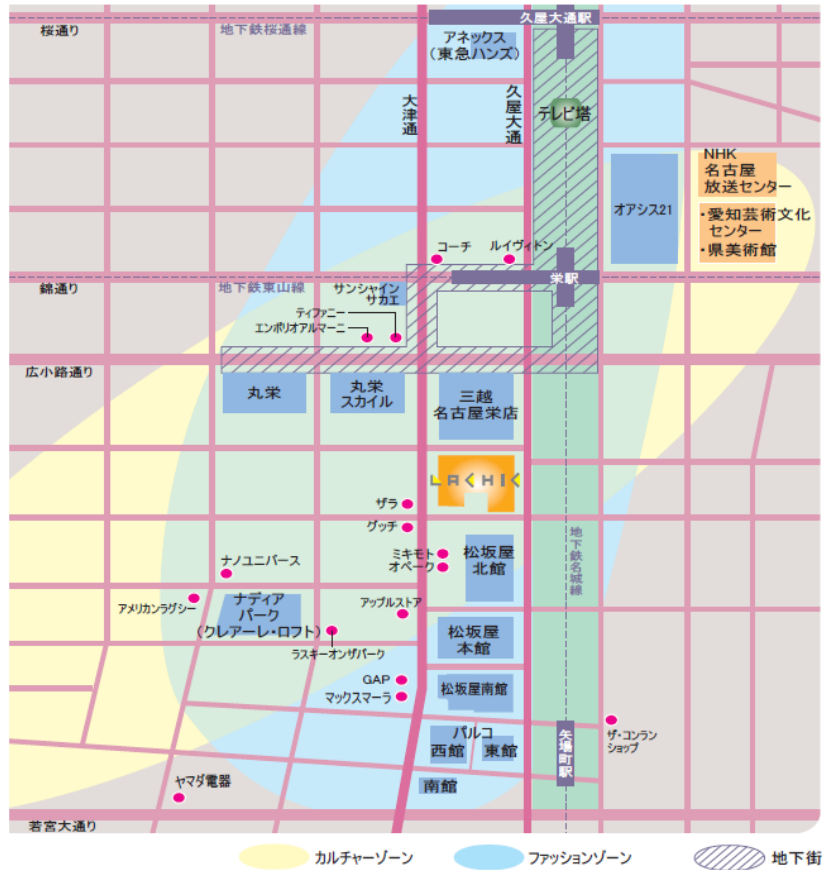 久屋大通駅
桜通り
地下鉄桜通線
アネックス
(東急ハンズ)
大津通
久屋大通
テレビ塔
NHK
名古屋
放送センター
オアシス21
・愛知芸術文化
センター
・県美術館
コーチ
ルイヴィトン
栄駅
錦通り
地下鉄東山線
サンシャイン
サカエ
ティファニー
エンポリオアルマーニ
広小路通り
丸栄
丸栄
スカイル
三越
名古屋栄店
LACHIC
ザラ
グッチ
ミキモト
オペーク
松坂屋
北館
地下鉄名城線
ナノユニバース
アメリカンラグシー
ナディア
パーク
(クレアーレ・ロフト)
アップルストア
ラスキーオンザパーク
松坂屋
本館
GAP
マックスマーラ
松坂屋南館
パルコ
西館
東館
南館
矢場町駅
ザ・コンラン
ショップ
ヤマダ電器
若宮大通り
カルチャーゾーン
ファッションゾーン
地下街